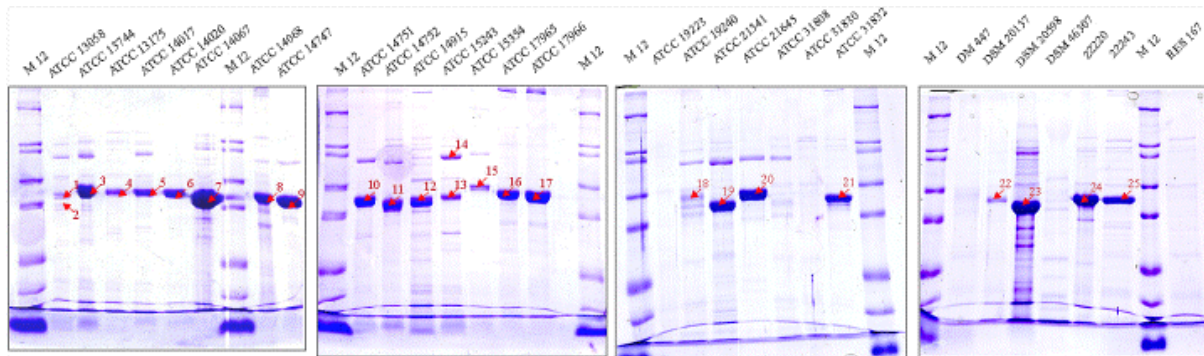 M 12 ATCC 13058 ATCC 13744 ATCC 13175 ATCC 14017 ATCC 14020 ATCC 14067 M 12 ATCC 14068 ATCC 14747
M 12 ATCC 14751 ATCC 14752 ATCC 14915 ATCC 15243 ATCC 15354 ATCC 17965 ATCC 17966 M 12
M 12 ATCC 19223 ATCC 19240 ATCC 21341 ATCC 21645 ATCC 31808 ATCC 31830 ATCC 31832 M 12
M 12 DM 447 DSM 20137 DSM 20598 DSM 46307 22220 22243 M 12 RES 167
1 2 3 4 5 6 7 8 9
10 11 12 13 14 15 16 17
18 19 20 21
22 23 24 25